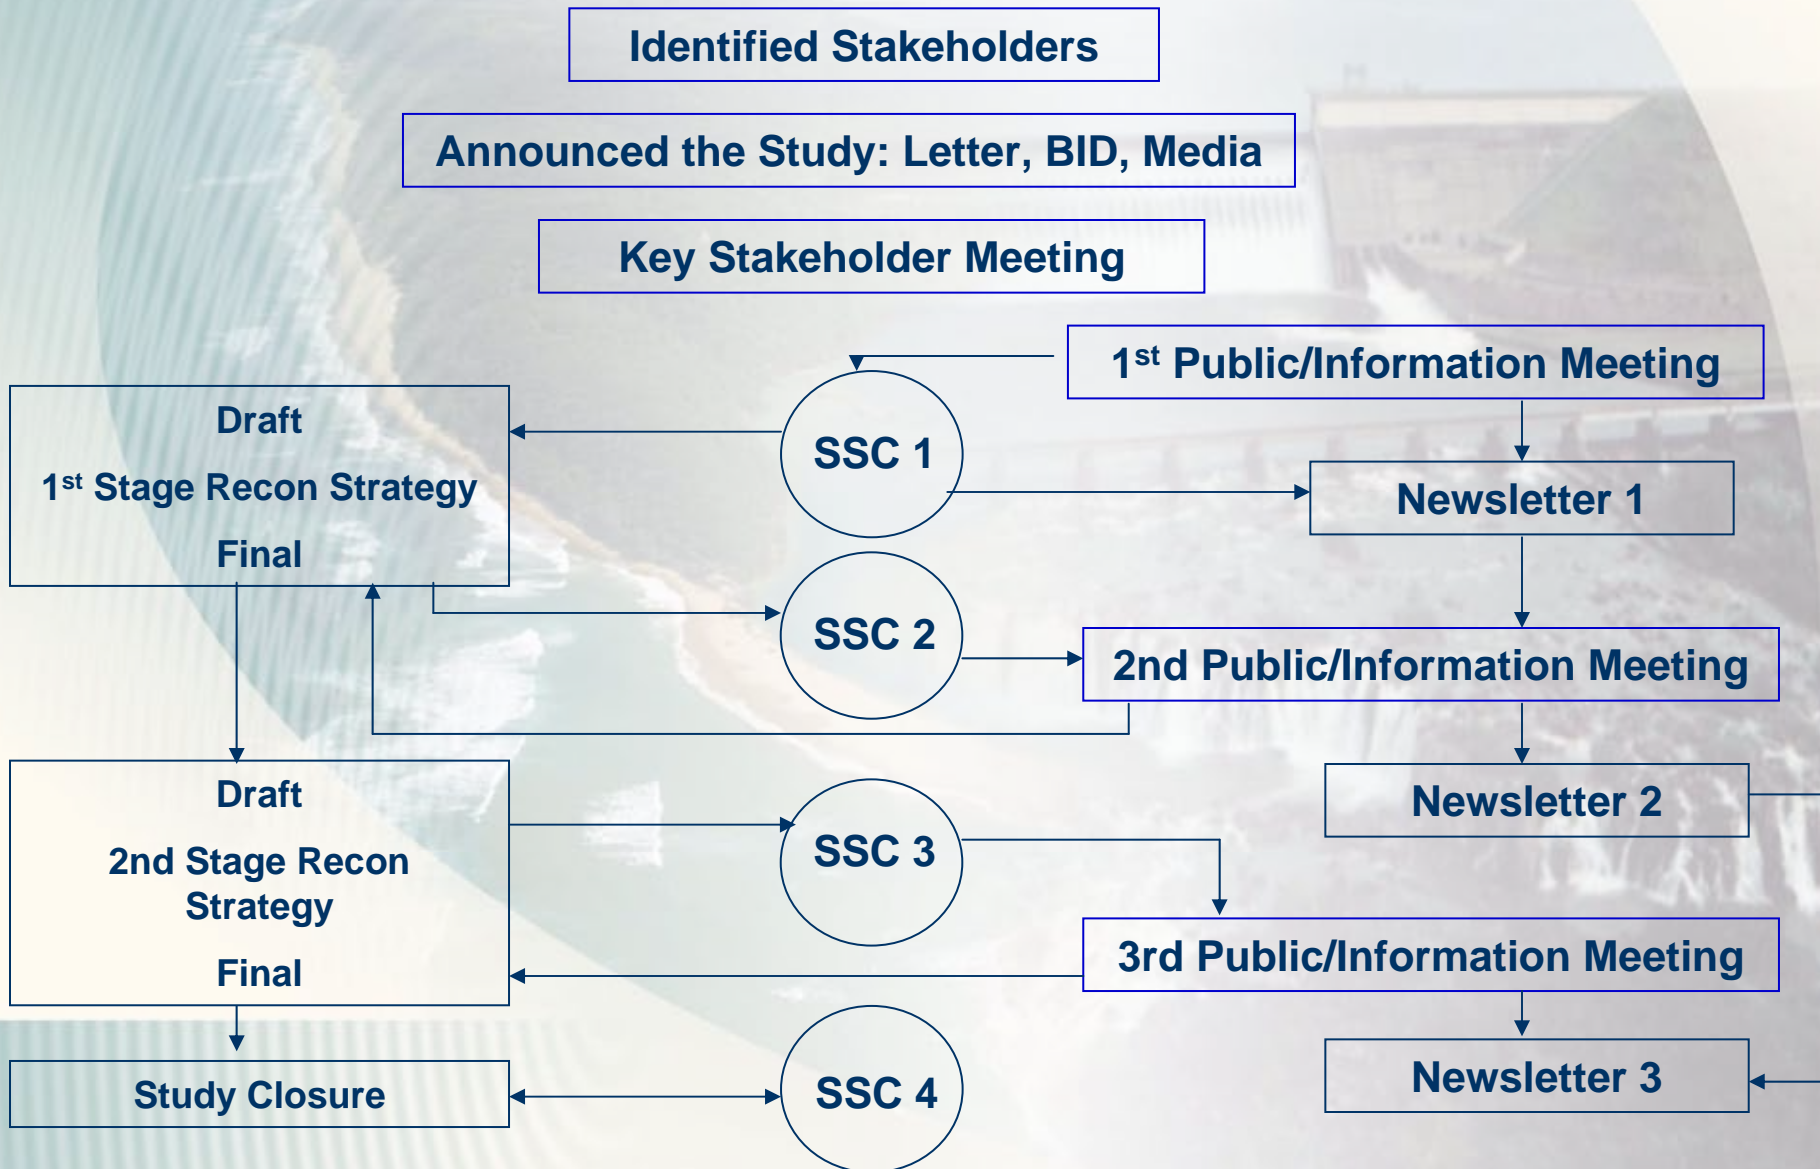 Identified Stakeholders
Announced the Study: Letter, BID, Media
Key Stakeholder Meeting
1st Public/Information Meeting
Draft
1st Stage Recon Strategy
Final
SSC 1
Newsletter 1
SSC 2
2nd Public/Information Meeting
Draft
2nd Stage Recon
Strategy
Final
SSC 3
Newsletter 2
3rd Public/Information Meeting
Study Closure
SSC 4
Newsletter 3